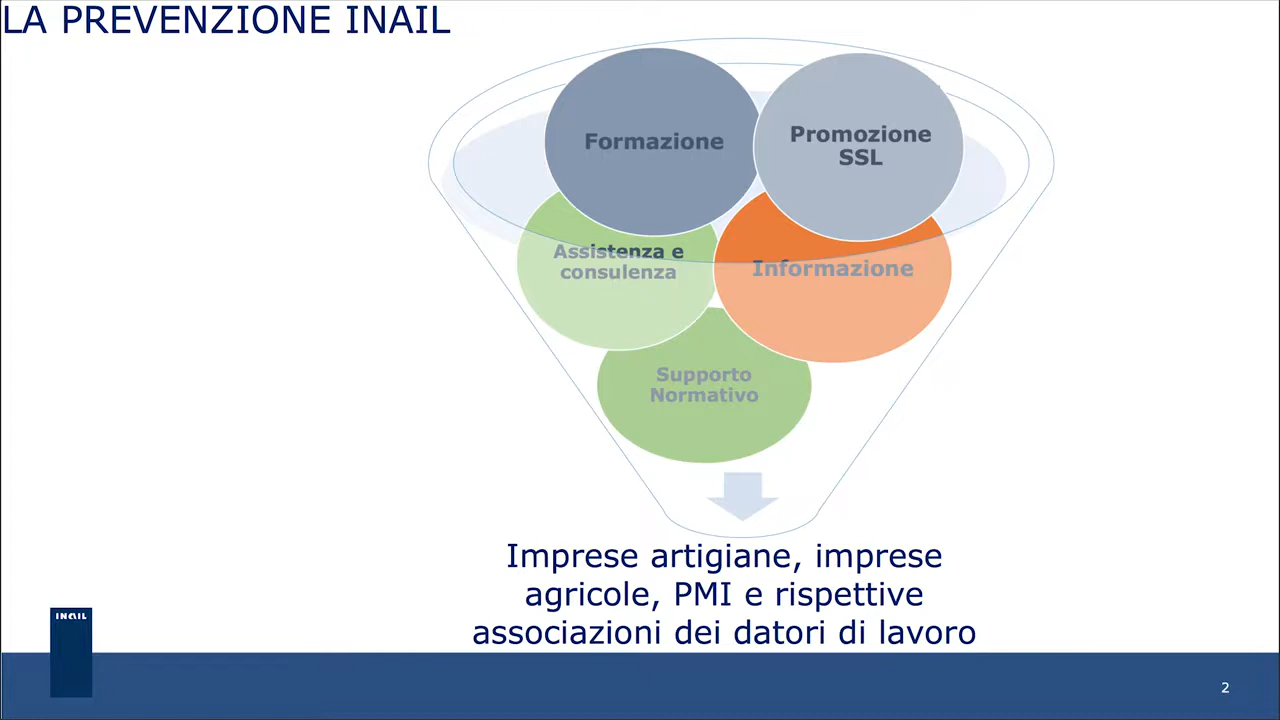 LA PREVENZIONE INAIL
Formazione
Promozione
SSL
Assistenza e
consulenza
Informazione
Supporto
Normativo
Imprese artigiane, imprese
agricole, PMI e rispettive
associazioni dei datori di lavoro
INAIL
2